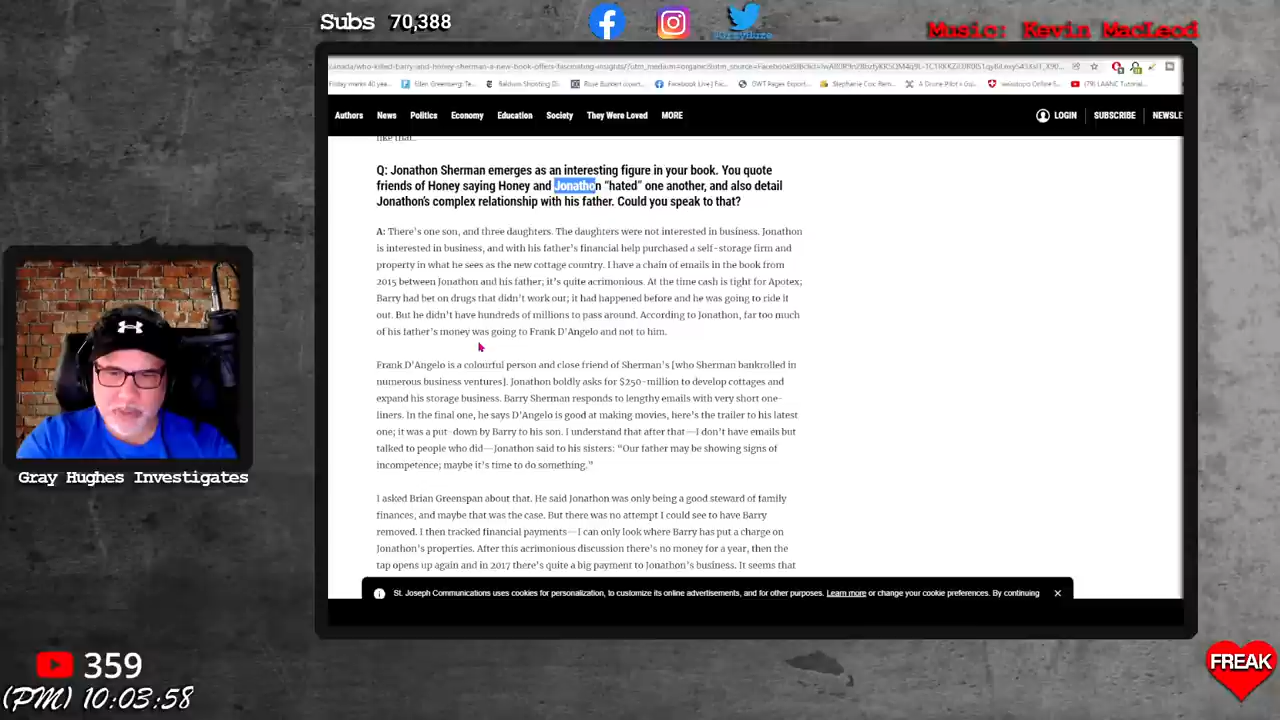 Subs 70,388
Music: Kevin MacLeod
Authors News Politics Economy Education Society They Were Loved MORE LOGIN SUBSCRIBE NEWSLE
like that.
Q: Jonathon Sherman emerges as an interesting figure in your book. You quote
friends of Honey saying Honey and Jonathon “hated” one another, and also detail
Jonathon’s complex relationship with his father. Could you speak to that?
A: There’s one son, and three daughters. The daughters were not interested in business. Jonathon
is interested in business, and with his father’s financial help purchased a self-storage firm and
property in what he sees as the new cottage country. I have a chain of emails in the book from
2015 between Jonathon and his father; it’s quite acrimonious. At the time cash is tight for Apotex;
Barry had bet on drugs that didn’t work out; it had happened before and he was going to ride it
out. But he didn’t have hundreds of millions to pass around. According to Jonathon, far too much
of his father’s money was going to Frank D’Angelo and not to him.
Frank D’Angelo is a colourful person and close friend of Sherman’s [who Sherman bankrolled in
numerous business ventures]. Jonathon boldly asks for $250-million to develop cottages and
expand his storage business. Barry Sherman responds to lengthy emails with very short one-
liners. In the final one, he says D’Angelo is good at making movies, here’s the trailer to his latest
one; it was a put-down by Barry to his son. I understand that after that—I don’t have emails but
talked to people who did—Jonathon said to his sisters: “Our father may be showing signs of
incompetence; maybe it’s time to do something.”
I asked Brian Greenspan about that. He said Jonathon was only being a good steward of family
finances, and maybe that was the case. But there was no attempt I could see to have Barry
removed. I then tracked financial payments—I can only look where Barry has put a charge on
Jonathon’s properties. After this acrimonious discussion there’s no money for a year, then the
tap opens up again and in 2017 there’s quite a big payment to Jonathon’s business. It seems that
St. Joseph Communications uses cookies for personalization, to customize its online advertisements, and for other purposes. Learn more or change your cookie preferences. By continuing
Gray Hughes Investigates
359
(PM) 10:03:58
FREAK